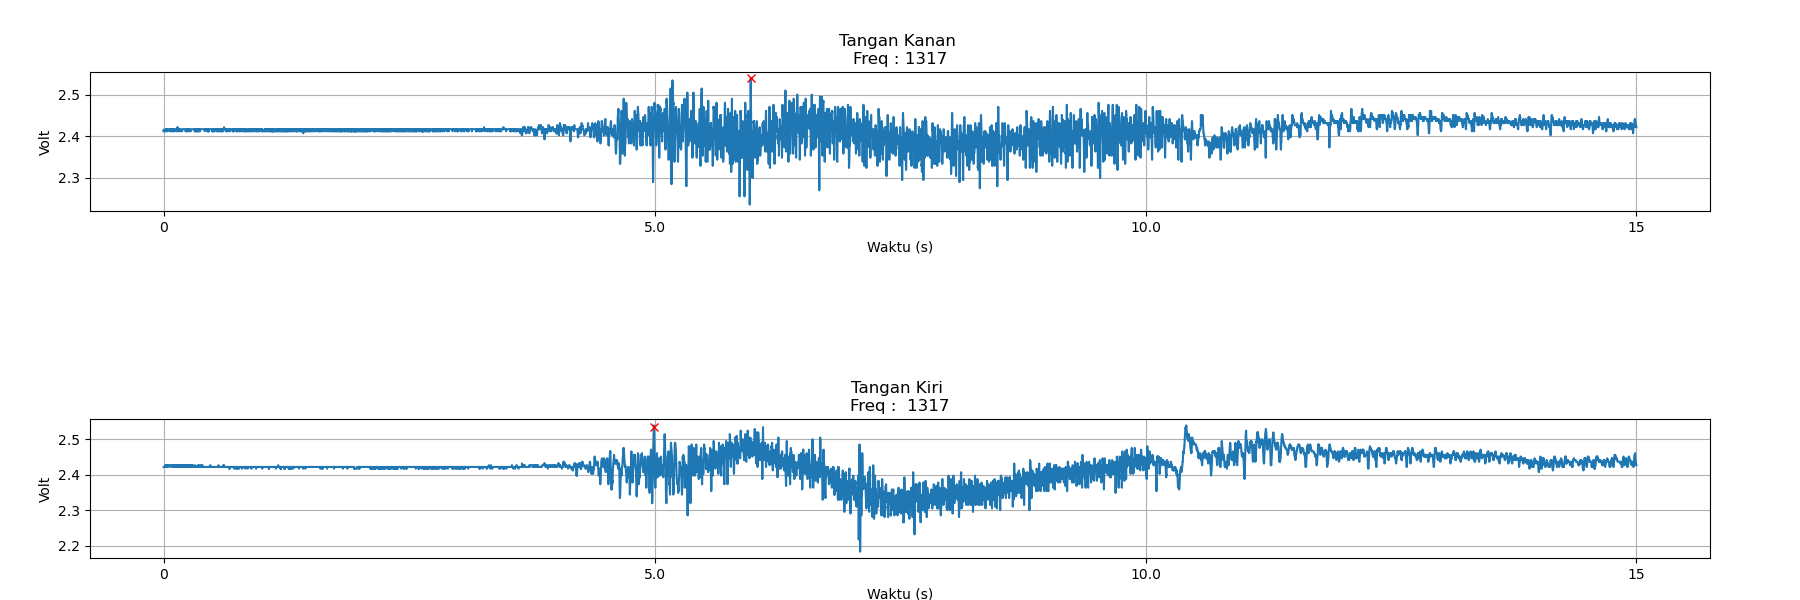 Tangan Kanan
Freq : 1317
2.5
2.4
2.3
Volt
0 5.0 10.0 15
Waktu (s)
Tangan Kiri
Freq :  1317
2.5
2.4
2.3
2.2
Volt
0 5.0 10.0 15
Waktu (s)